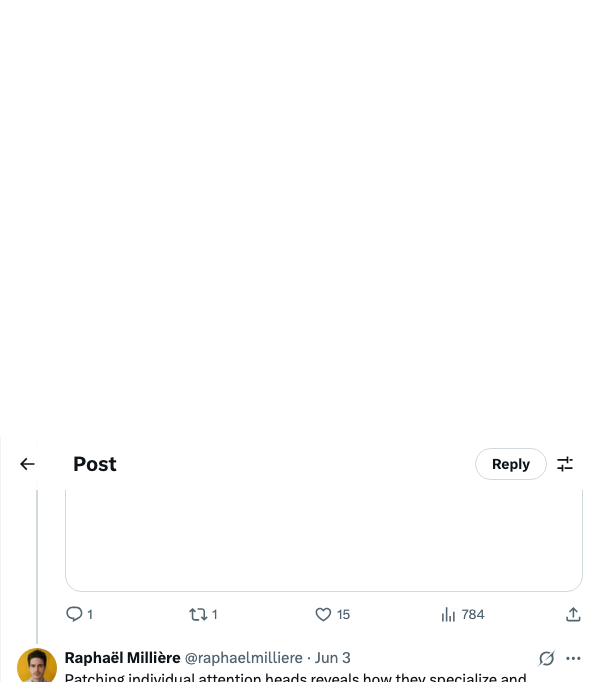 Post
Reply
1
1
15
784
Raphaël Millière @raphaelmilliere · Jun 3
Patching individual attention heads reveals how they specialize and